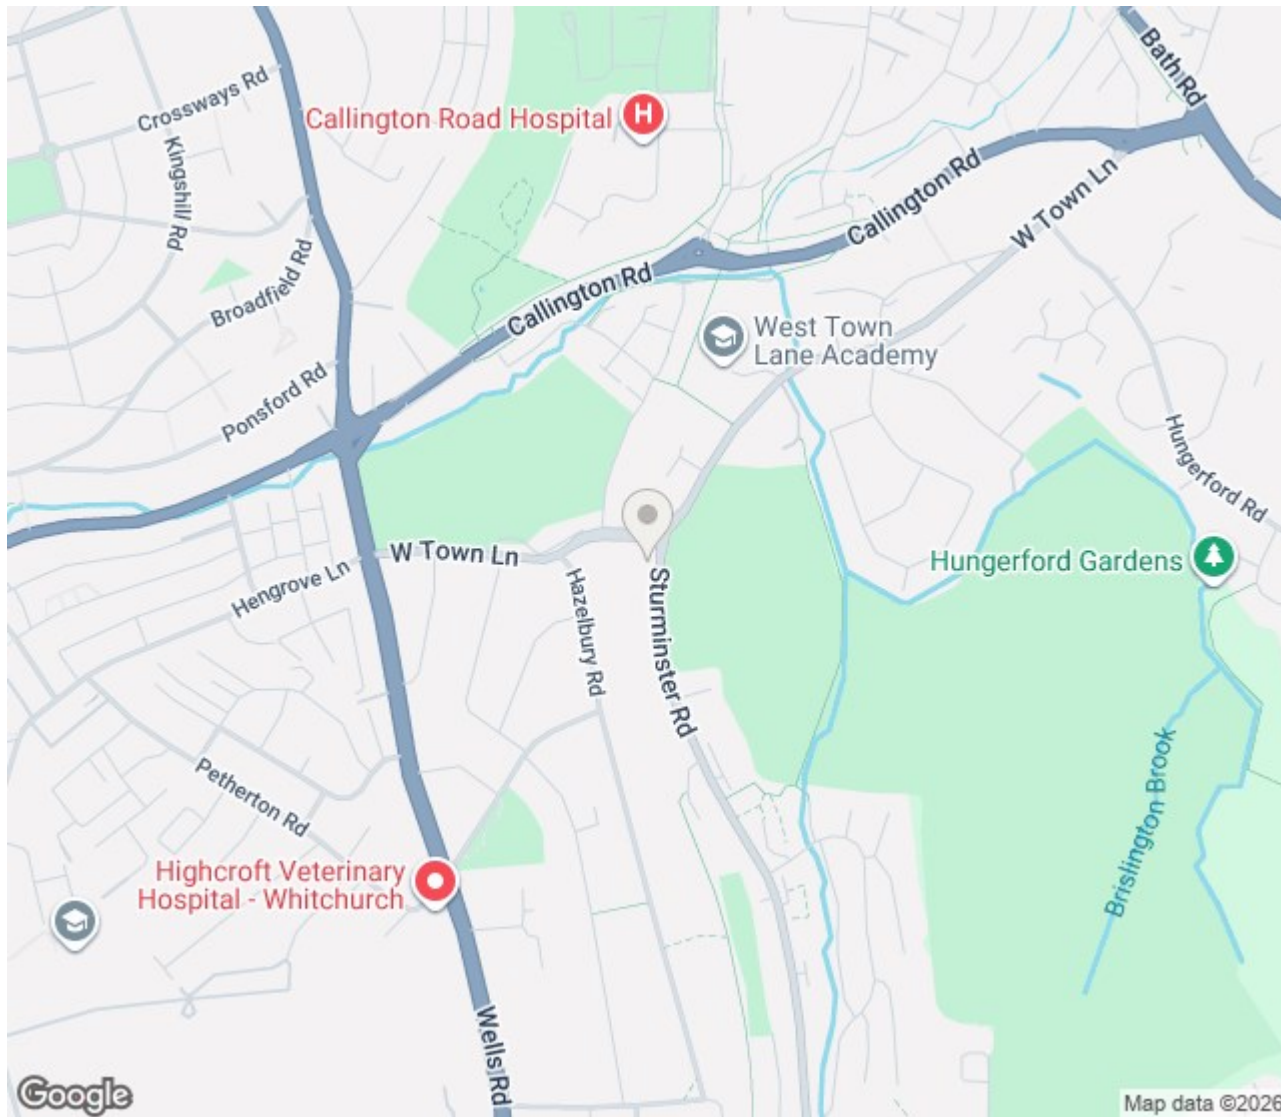 Bath Rd
Crossways Rd
Callington Road Hospital
H
Kingshill Rd
Callington Rd
W Town Ln
Broadfield Rd
Callington Rd
West Town
Lane Academy
Ponsford Rd
Hungerford Rd
W Town Ln
Hungerford Gardens
Hengrove Ln
Hazelbury Rd
Sturminster Rd
Petherton Rd
Brislington Brook
Highcroft Veterinary
Hospital - Whitchurch
Wells Rd
Google
Map data ©2026